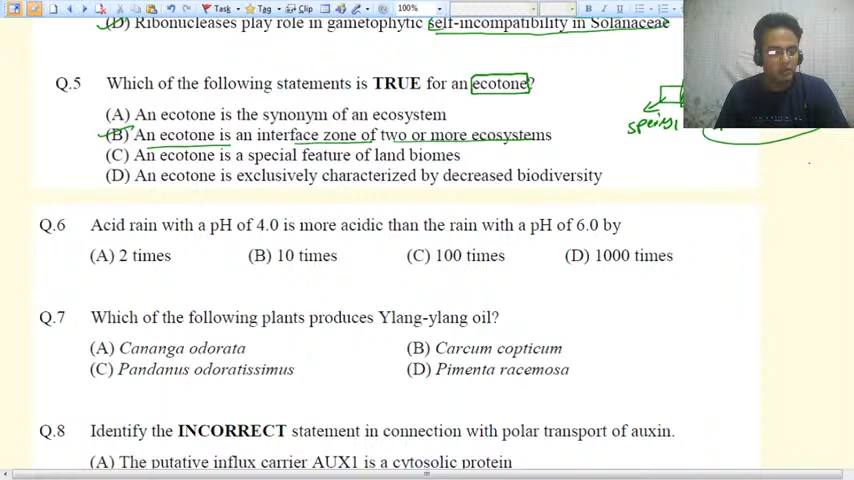 Task Tag Clip 100% B I U
(D) Ribonucleases play role in gametophytic self-incompatibility in Solanaceae
Q.5 Which of the following statements is TRUE for an ecotone?
(A) An ecotone is the synonym of an ecosystem
(B) An ecotone is an interface zone of two or more ecosystems
(C) An ecotone is a special feature of land biomes
(D) An ecotone is exclusively characterized by decreased biodiversity
Q.6 Acid rain with a pH of 4.0 is more acidic than the rain with a pH of 6.0 by
(A) 2 times (B) 10 times (C) 100 times (D) 1000 times
Q.7 Which of the following plants produces Ylang-ylang oil?
(A) Cananga odorata (B) Carcum copticum
(C) Pandanus odoratissimus (D) Pimenta racemosa
Q.8 Identify the INCORRECT statement in connection with polar transport of auxin.
(A) The putative influx carrier AUX1 is a cytosolic protein